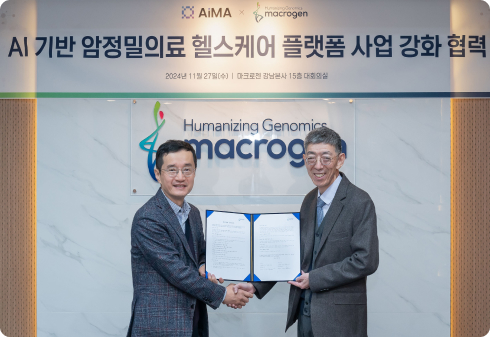 AiMA × Humanizing Genomics macrogen
AI 기반 암정밀의료 헬스케어 플랫폼 사업 강화 협력
2024년 11월 27일(수) | 마크로젠 강남본사 15층 대회의실
Humanizing Genomics
macrogen